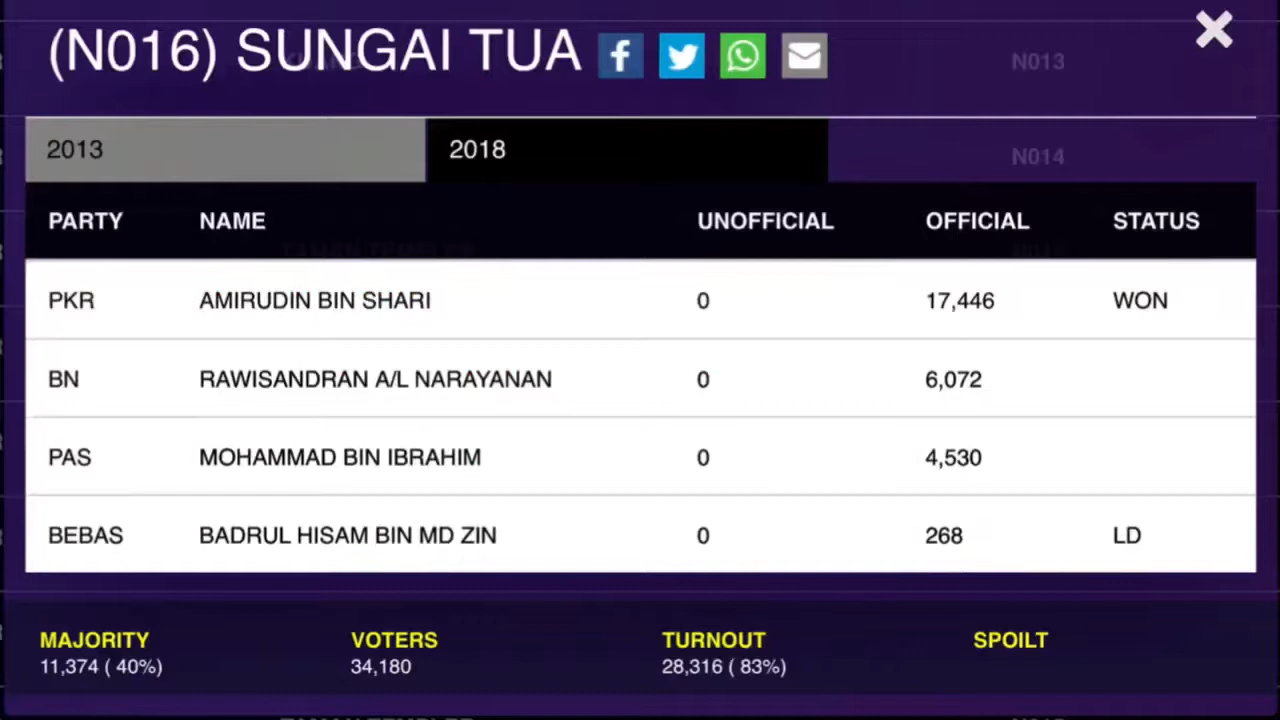 (N016) SUNGAI TUA
N013
2013 2018
N014
PARTY NAME UNOFFICIAL OFFICIAL STATUS
PKR AMIRUDIN BIN SHARI 0 17,446 WON
BN RAWISANDRAN A/L NARAYANAN 0 6,072
PAS MOHAMMAD BIN IBRAHIM 0 4,530
BEBAS BADRUL HISAM BIN MD ZIN 0 268 LD
MAJORITY VOTERS TURNOUT SPOILT
11,374 ( 40%) 34,180 28,316 ( 83%)